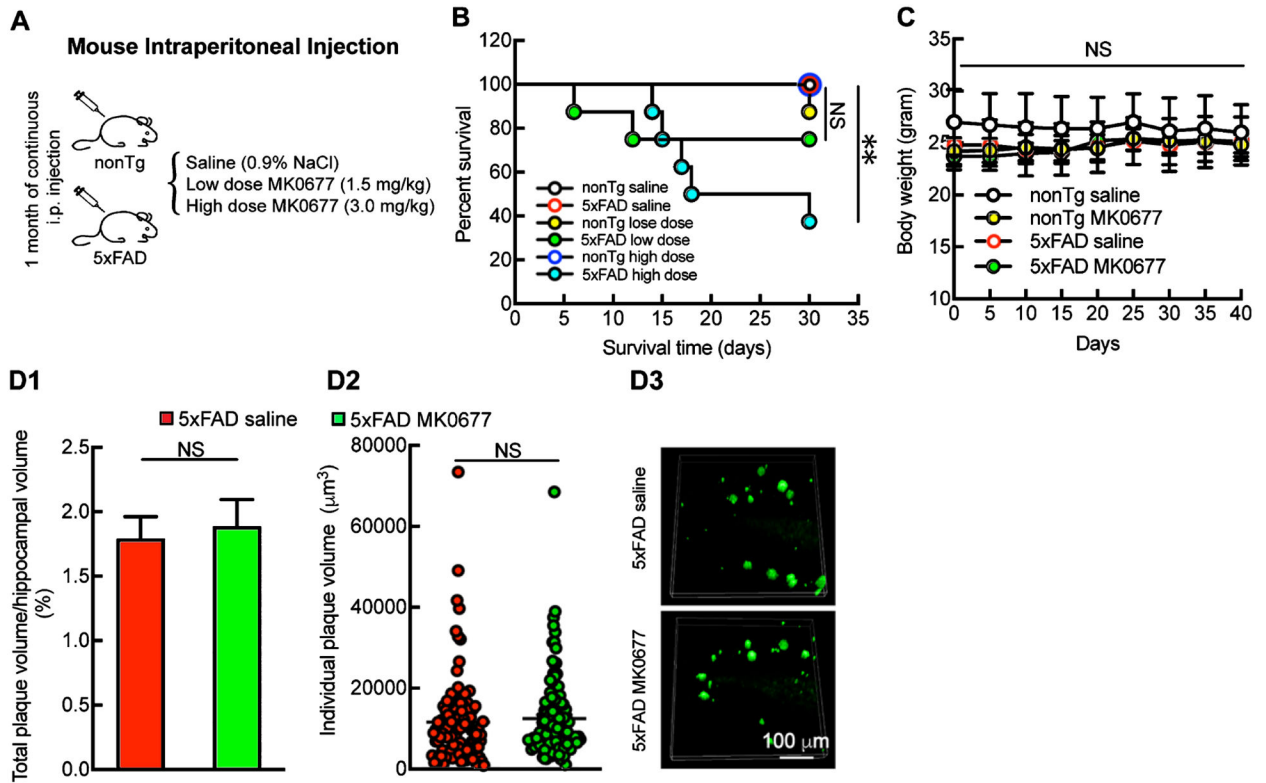 A
Mouse Intraperitoneal Injection
1 month of continuous
i.p. injection
nonTg
5xFAD
Saline (0.9% NaCl)
Low dose MK0677 (1.5 mg/kg)
High dose MK0677 (3.0 mg/kg)
B
Percent survival
120
100
80
60
40
20
0
NS
**
nonTg saline
5xFAD saline
nonTg lose dose
5xFAD low dose
nonTg high dose
5xFAD high dose
0 5 10 15 20 25 30 35
Survival time (days)
C
Body weight (gram)
35
30
25
20
15
10
NS
nonTg saline
nonTg MK0677
5xFAD saline
5xFAD MK0677
0 5 10 15 20 25 30 35 40
Days
D1
D2
D3
5xFAD saline
5xFAD MK0677
Total plaque volume/hippocampal volume
(%)
2.5
2.0
1.5
1.0
0.5
0.0
NS
Individual plaque volume (μm³)
80000
60000
40000
20000
0
NS
5xFAD saline
5xFAD MK0677
100 μm